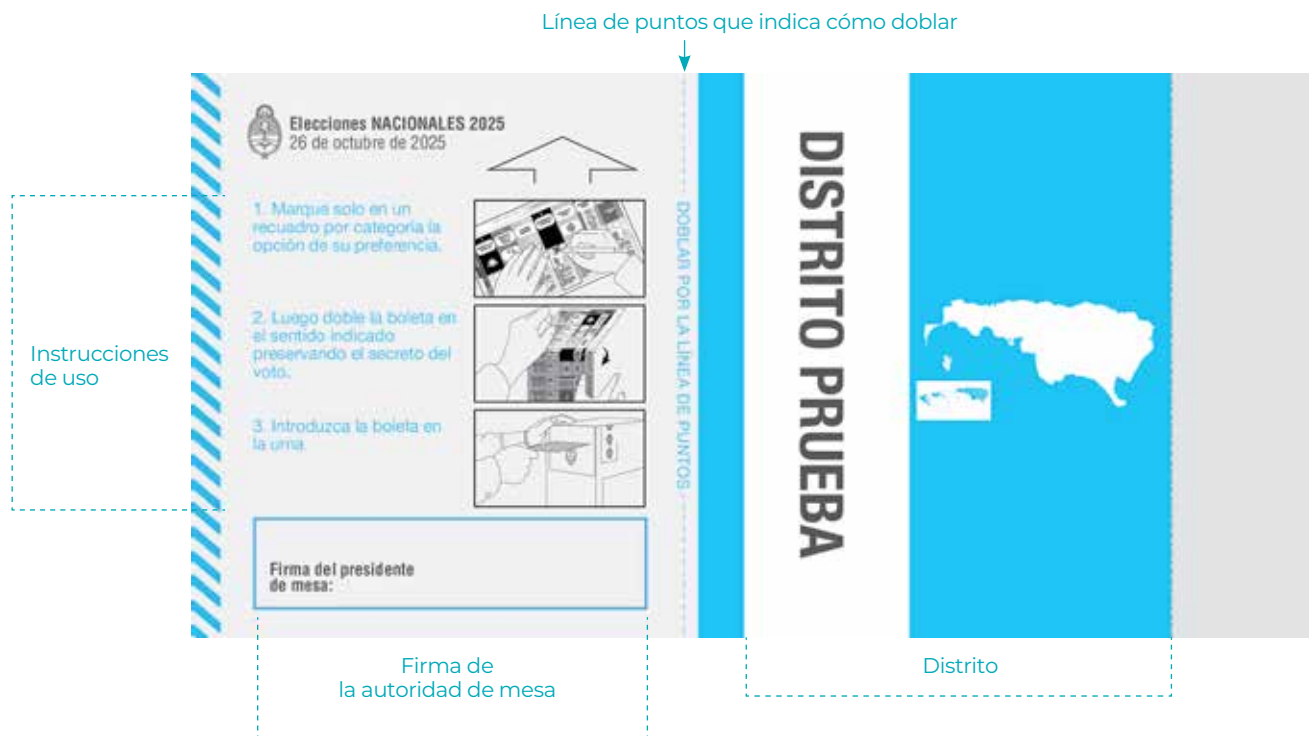 Línea de puntos que indica cómo doblar
Elecciones NACIONALES 2025
26 de octubre de 2025
1. Marque solo en un
recuadro por categoría la
opción de su preferencia.
2. Luego doble la boleta en
el sentido indicado
preservando el secreto del
voto.
3. Introduzca la boleta en
la urna
Firma del presidente
de mesa:
DOBLAR POR LA LÍNEA DE PUNTOS
DISTRITO PRUEBA
Instrucciones
de uso
Firma de
la autoridad de mesa
Distrito